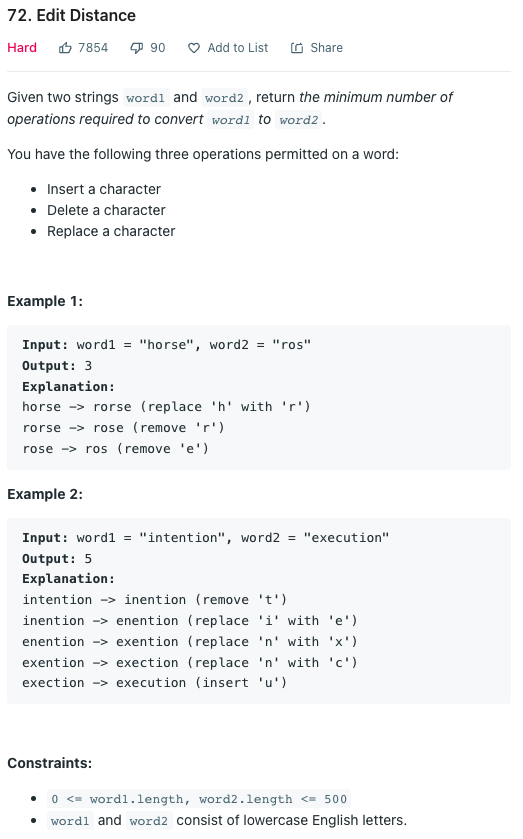 72. Edit Distance
Hard 7854 90 Add to List Share
Given two strings word1 and word2 , return the minimum number of
operations required to convert word1 to word2 .
You have the following three operations permitted on a word:
• Insert a character
• Delete a character
• Replace a character
Example 1:
Input: word1 = "horse", word2 = "ros"
Output: 3
Explanation:
horse -> rorse (replace 'h' with 'r')
rorse -> rose (remove 'r')
rose -> ros (remove 'e')
Example 2:
Input: word1 = "intention", word2 = "execution"
Output: 5
Explanation:
intention -> inention (remove 't')
inention -> enention (replace 'i' with 'e')
enention -> exention (replace 'n' with 'x')
exention -> exection (replace 'n' with 'c')
exection -> execution (insert 'u')
Constraints:
• 0 <= word1.length, word2.length <= 500
• word1 and word2 consist of lowercase English letters.